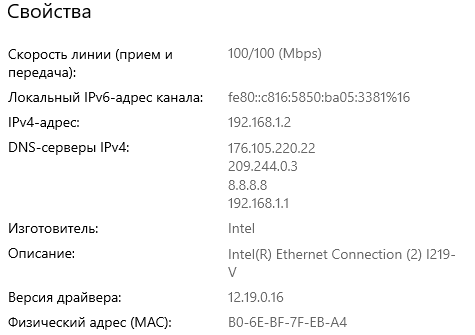 Свойства
Скорость линии (прием и 100/100 (Mbps)
передача):
Локальный IPv6-адрес канала: fe80::c816:5850:ba05:3381%16
IPv4-адрес: 192.168.1.2
DNS-серверы IPv4: 176.105.220.22
209.244.0.3
8.8.8.8
192.168.1.1
Изготовитель: Intel
Описание: Intel(R) Ethernet Connection (2) I219-
V
Версия драйвера: 12.19.0.16
Физический адрес (MAC): B0-6E-BF-7F-EB-A4